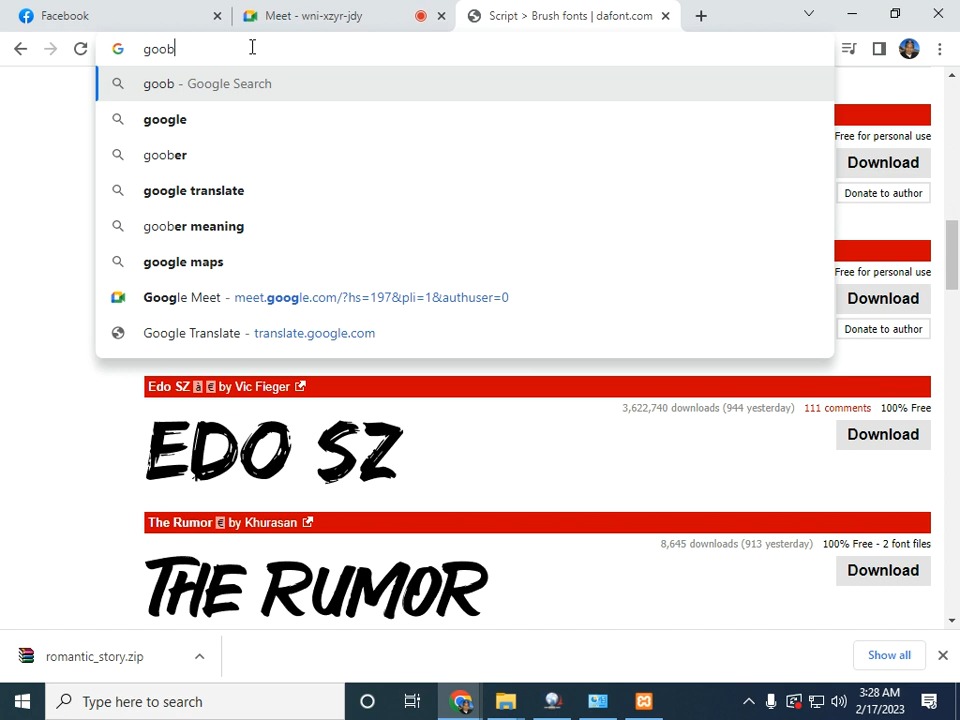 Facebook
Meet - wni-xzyr-jdy
Script > Brush fonts | dafont.com
goob
goob - Google Search
google
goober
google translate
goober meaning
google maps
Google Meet - meet.google.com/?hs=197&pli=1&authuser=0
Google Translate - translate.google.com
Free for personal use
Download
Donate to author
Free for personal use
Download
Donate to author
Edo SZ à € by Vic Fieger
3,622,740 downloads (944 yesterday) 111 comments 100% Free
Download
EDO SZ
The Rumor € by Khurasan
8,645 downloads (913 yesterday) 100% Free - 2 font files
Download
THE RUMOR
romantic_story.zip
Show all
Type here to search
3:28 AM
2/17/2023